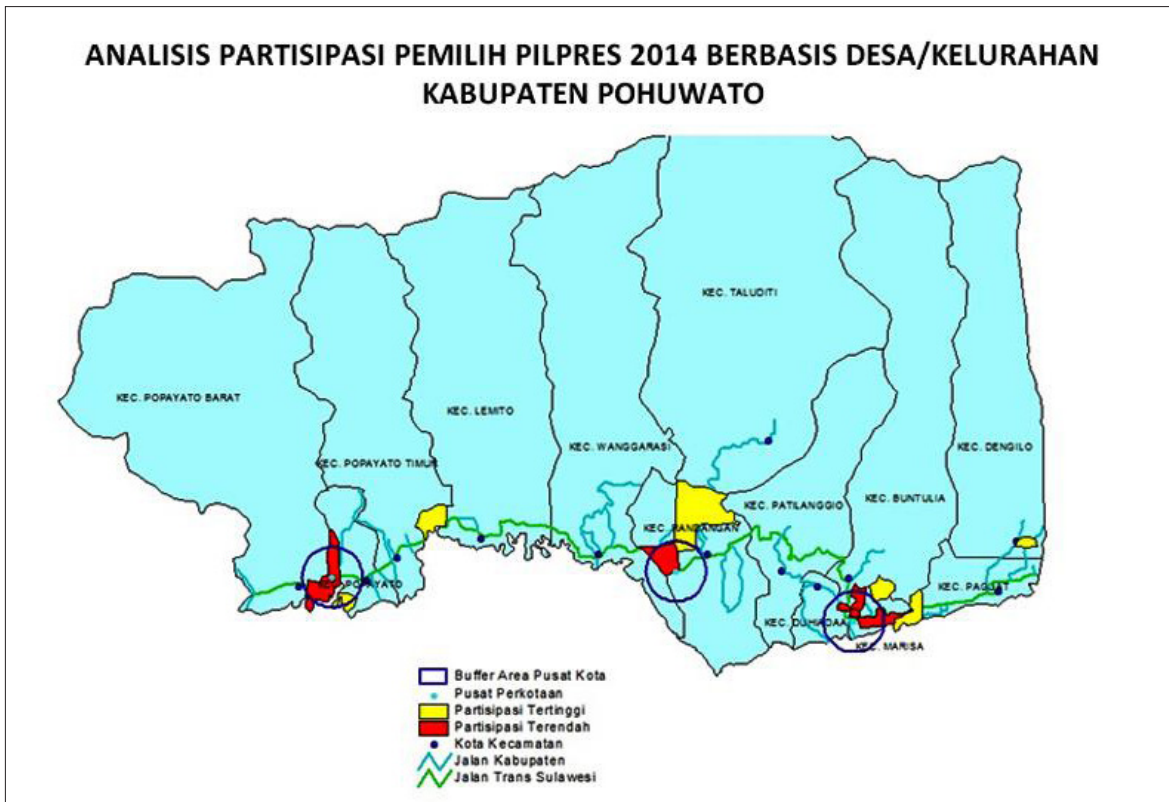 ANALISIS PARTISIPASI PEMILIH PILPRES 2014 BERBASIS DESA/KELURAHAN
KABUPATEN POHUWATO
KEC. TALUDITI
KEC. POPAYATO BARAT
KEC. LEMITO
KEC. WANGGARASI
KEC. DENGILO
KEC. POPAYATO TIMUR
KEC. BUNTULIA
KEC. PATILANGGIO
KEC. RANDANGAN
KEC. POPAYATO
KEC. PAGUAT
KEC. DUHIADAA
KEC. MARISA
Buffer Area Pusat Kota
Pusat Perkotaan
Partisipasi Tertinggi
Partisipasi Terendah
Kota Kecamatan
Jalan Kabupaten
Jalan Trans Sulawesi